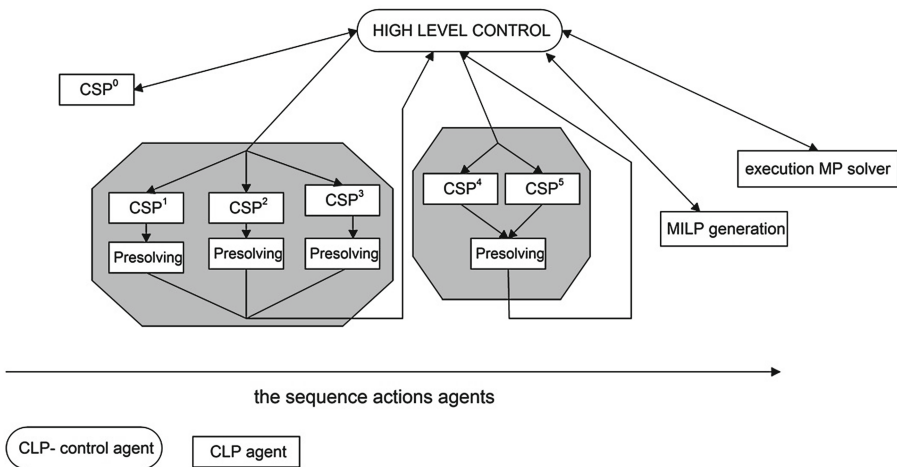 HIGH LEVEL CONTROL
CSP⁰
CSP¹
CSP²
CSP³
Presolving
Presolving
Presolving
CSP⁴
CSP⁵
Presolving
execution MP solver
MILP generation
the sequence actions agents
CLP- control agent
CLP agent